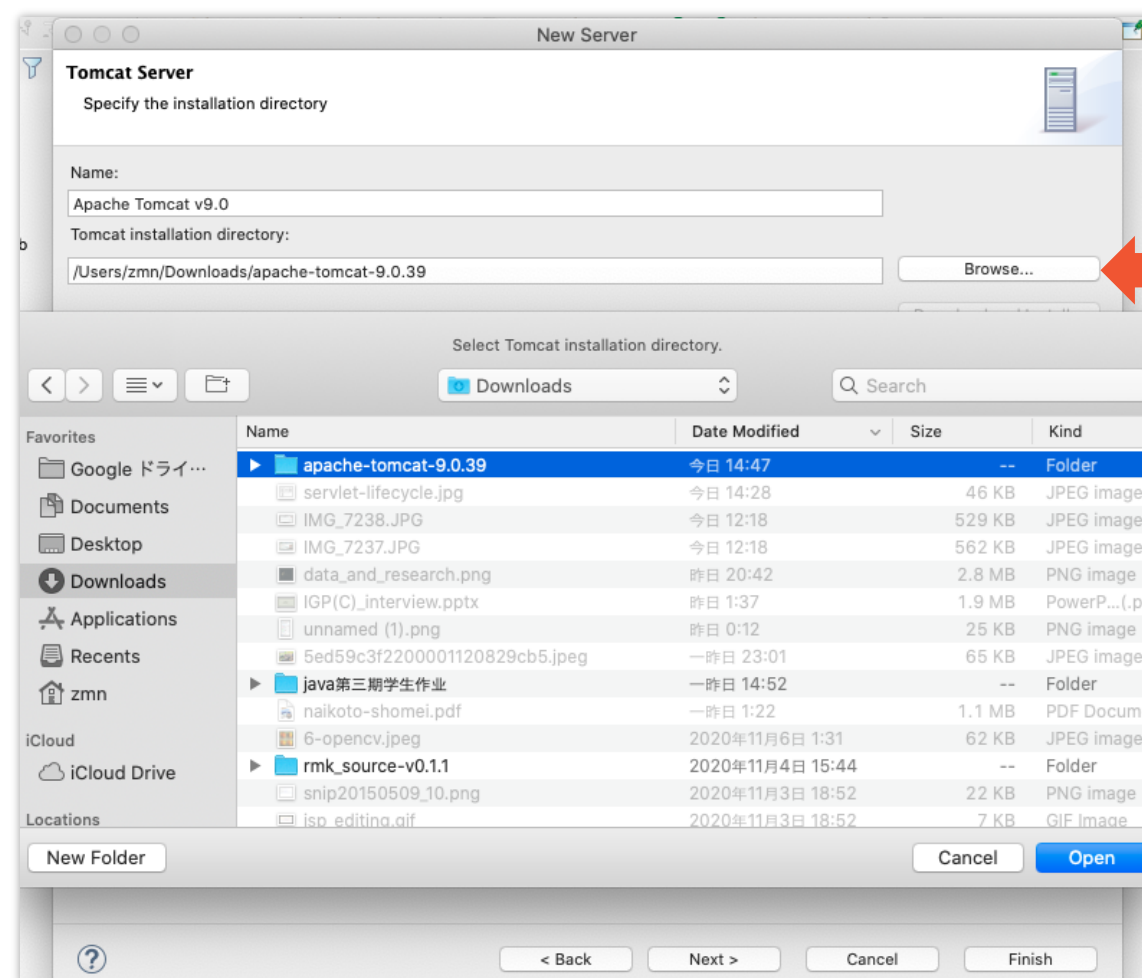 New Server
Tomcat Server
Specify the installation directory
Name:
Apache Tomcat v9.0
Tomcat installation directory:
b
/Users/zmn/Downloads/apache-tomcat-9.0.39
Browse...
Select Tomcat installation directory.
Downloads
Search
Favorites
Google ドライ…
Documents
Desktop
Downloads
Applications
Recents
zmn
iCloud
iCloud Drive
Locations
Name Date Modified Size Kind
apache-tomcat-9.0.39 今日 14:47 -- Folder
servlet-lifecycle.jpg 今日 14:28 46 KB JPEG image
IMG_7238.JPG 今日 12:18 529 KB JPEG image
IMG_7237.JPG 今日 12:18 562 KB JPEG image
data_and_research.png 昨日 20:42 2.8 MB PNG image
IGP(C)_interview.pptx 昨日 1:37 1.9 MB PowerP...(.p
unnamed (1).png 昨日 0:12 25 KB PNG image
5ed59c3f2200001120829cb5.jpeg 一昨日 23:01 65 KB JPEG image
java第三期学生作业 一昨日 14:52 -- Folder
naikoto-shomei.pdf 一昨日 1:22 1.1 MB PDF Docum
6-opencv.jpeg 2020年11月6日 1:31 62 KB JPEG image
rmk_source-v0.1.1 2020年11月4日 15:44 -- Folder
snip20150509_10.png 2020年11月3日 18:52 22 KB PNG image
jsp_editing.gif 2020年11月3日 18:52 7 KB GIF Image
New Folder
Cancel
Open
?
< Back
Next >
Cancel
Finish